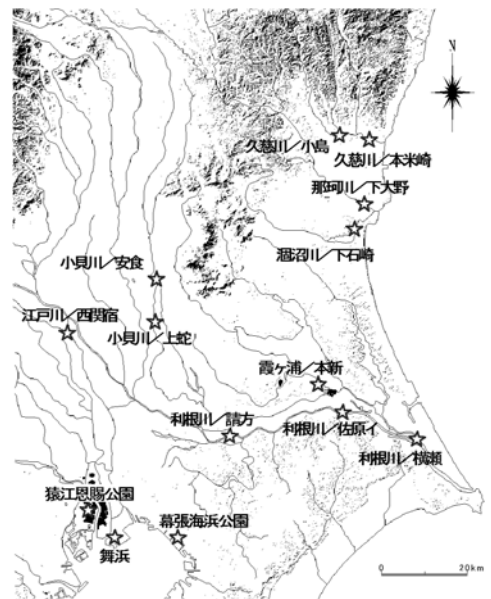 N
久慈川／小島
久慈川／本米崎
那珂川／下大野
涸沼川／下石崎
小貝川／安食
江戸川／西関宿
小貝川／上蛇
霞ヶ浦／本新
利根川／請方
利根川／佐原イ
利根川／横瀬
猿江恩賜公園
幕張海浜公園
舞浜
0 20km